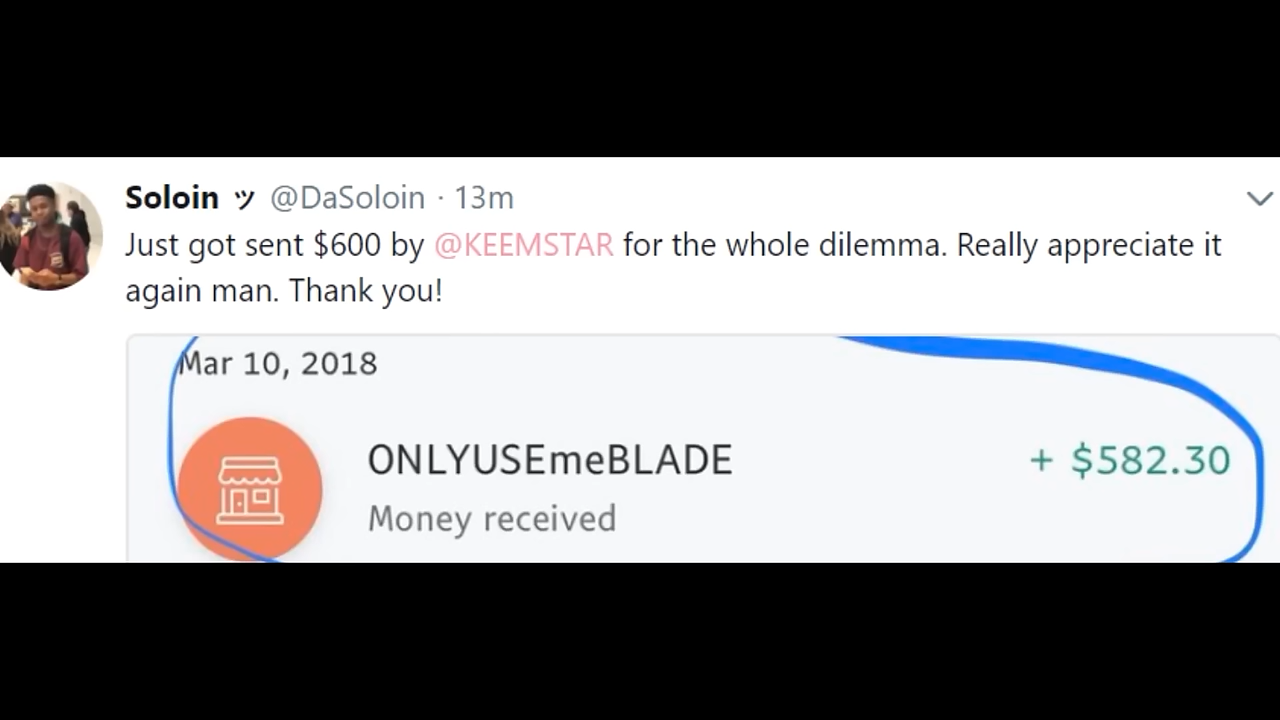 Soloin ツ @DaSoloin · 13m
Just got sent $600 by @KEEMSTAR for the whole dilemma. Really appreciate it
again man. Thank you!
Mar 10, 2018
ONLYUSEmeBLADE + $582.30
Money received